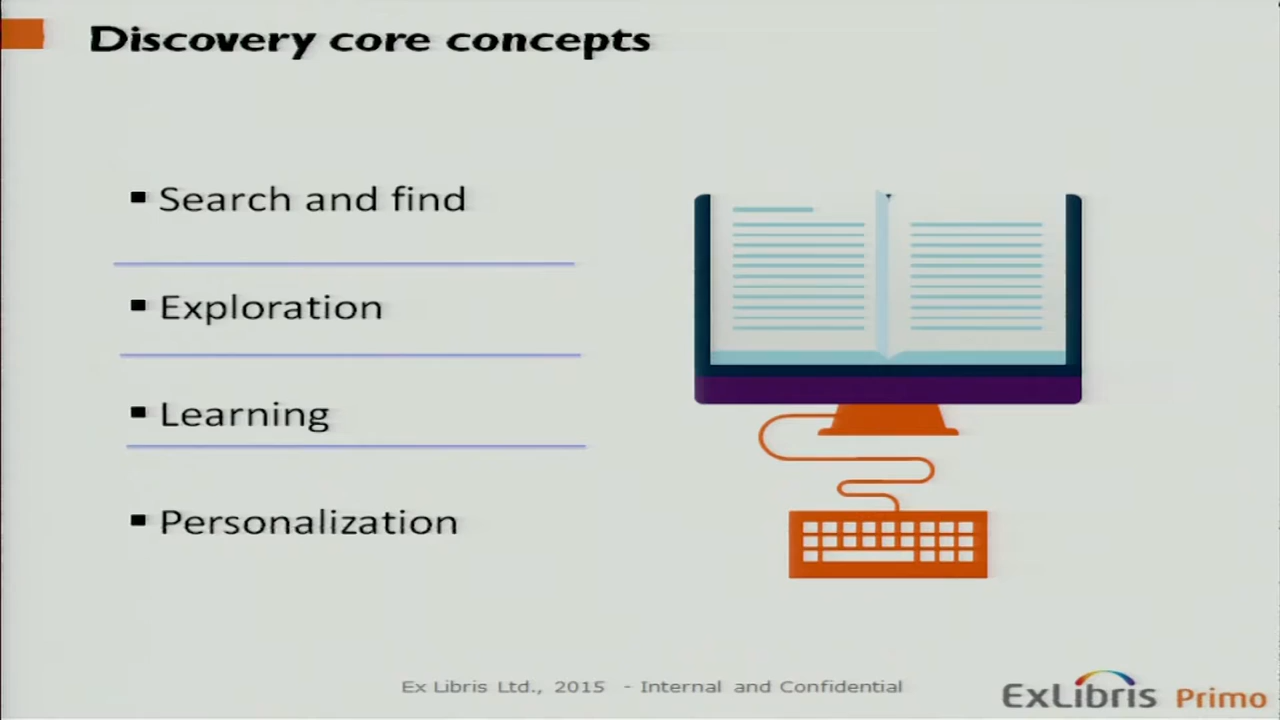 Discovery core concepts
▪ Search and find
▪ Exploration
▪ Learning
▪ Personalization
Ex Libris Ltd., 2015 - Internal and Confidential
ExLibris Primo